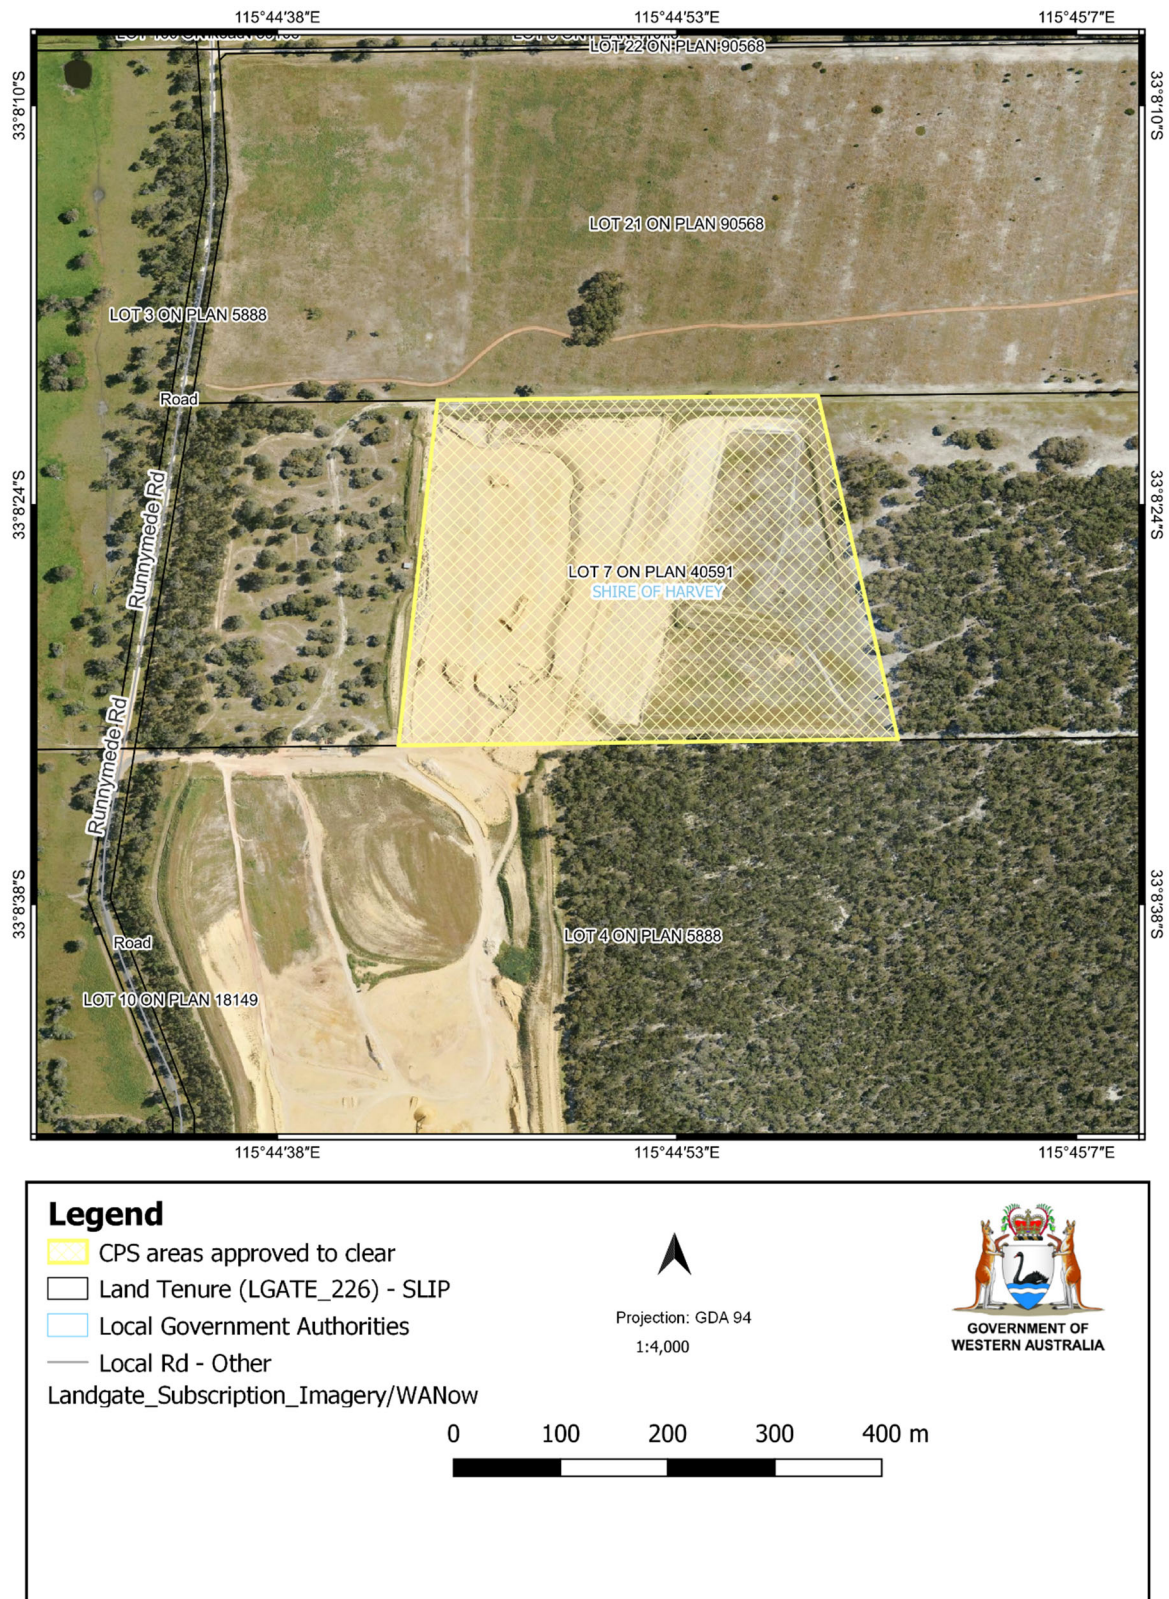 115°44′38″E 115°44′53″E 115°45′7″E
LOT 22 ON PLAN 90568
33°8′10″S 33°8′10″S
LOT 21 ON PLAN 90568
LOT 3 ON PLAN 5888
Road
33°8′24″S 33°8′24″S
Runnymede Rd
LOT 7 ON PLAN 40591
SHIRE OF HARVEY
Runnymede Rd
33°8′38″S 33°8′38″S
Road
LOT 4 ON PLAN 5888
LOT 10 ON PLAN 18149
115°44′38″E 115°44′53″E 115°45′7″E
Legend
CPS areas approved to clear
Land Tenure (LGATE_226) - SLIP
Local Government Authorities
Local Rd - Other
Landgate_Subscription_Imagery/WANow
Projection: GDA 94
1:4,000
GOVERNMENT OF
WESTERN AUSTRALIA
0 100 200 300 400 m